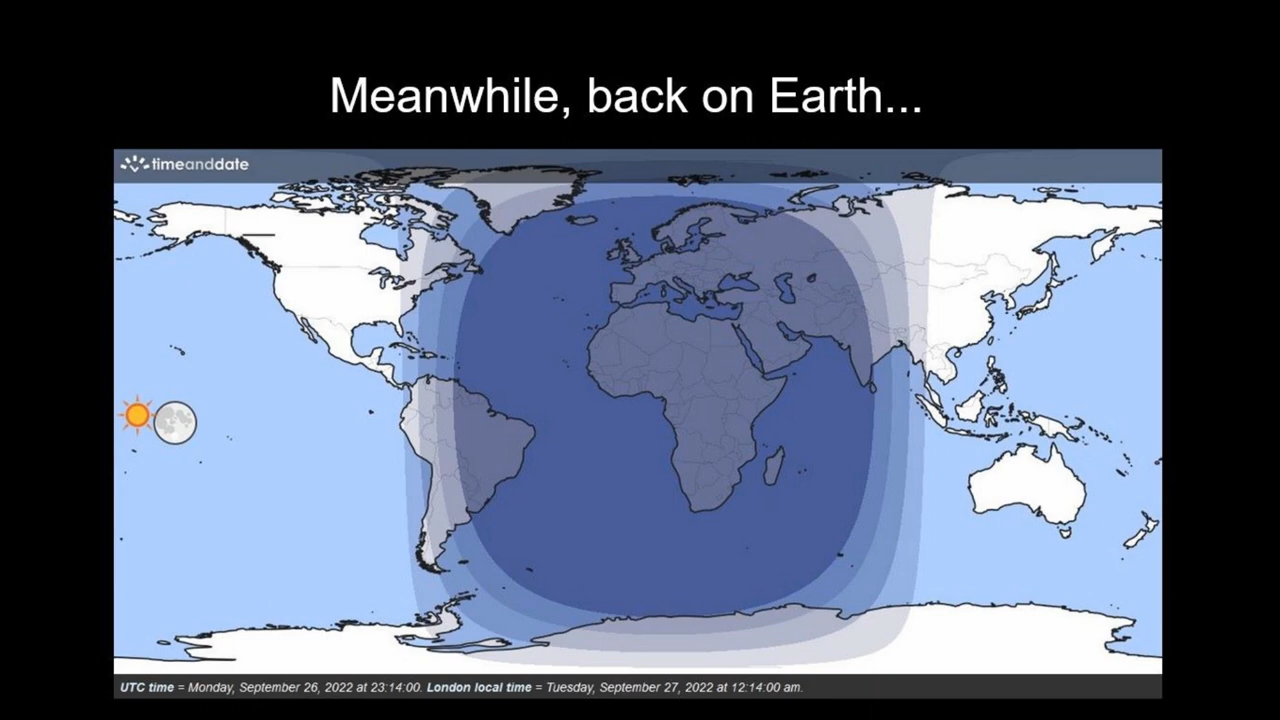 Meanwhile, back on Earth...
timeanddate
UTC time = Monday, September 26, 2022 at 23:14:00. London local time = Tuesday, September 27, 2022 at 12:14:00 am.